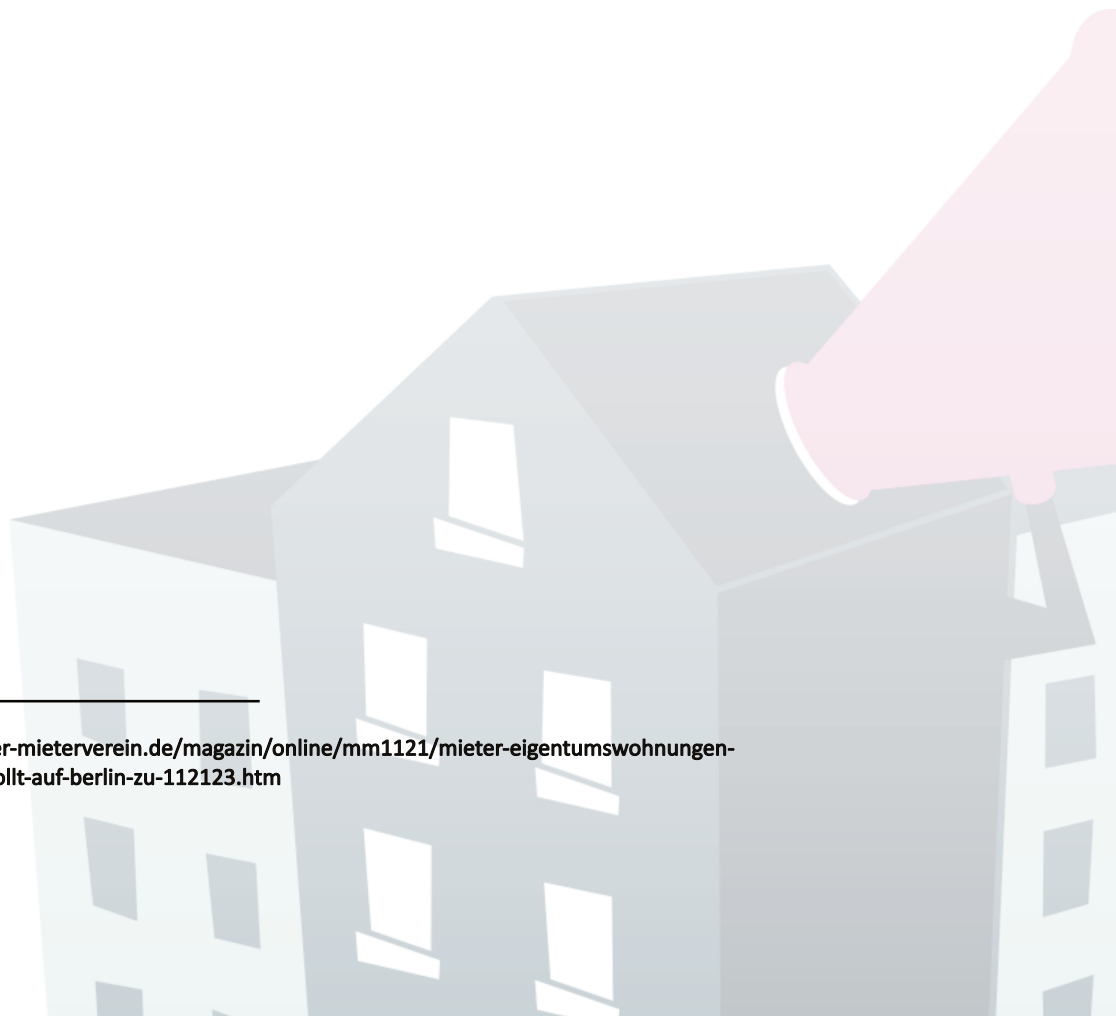 er-mieterverein.de/magazin/online/mm1121/mieter-eigentumswohnungen-
ollt-auf-berlin-zu-112123.htm